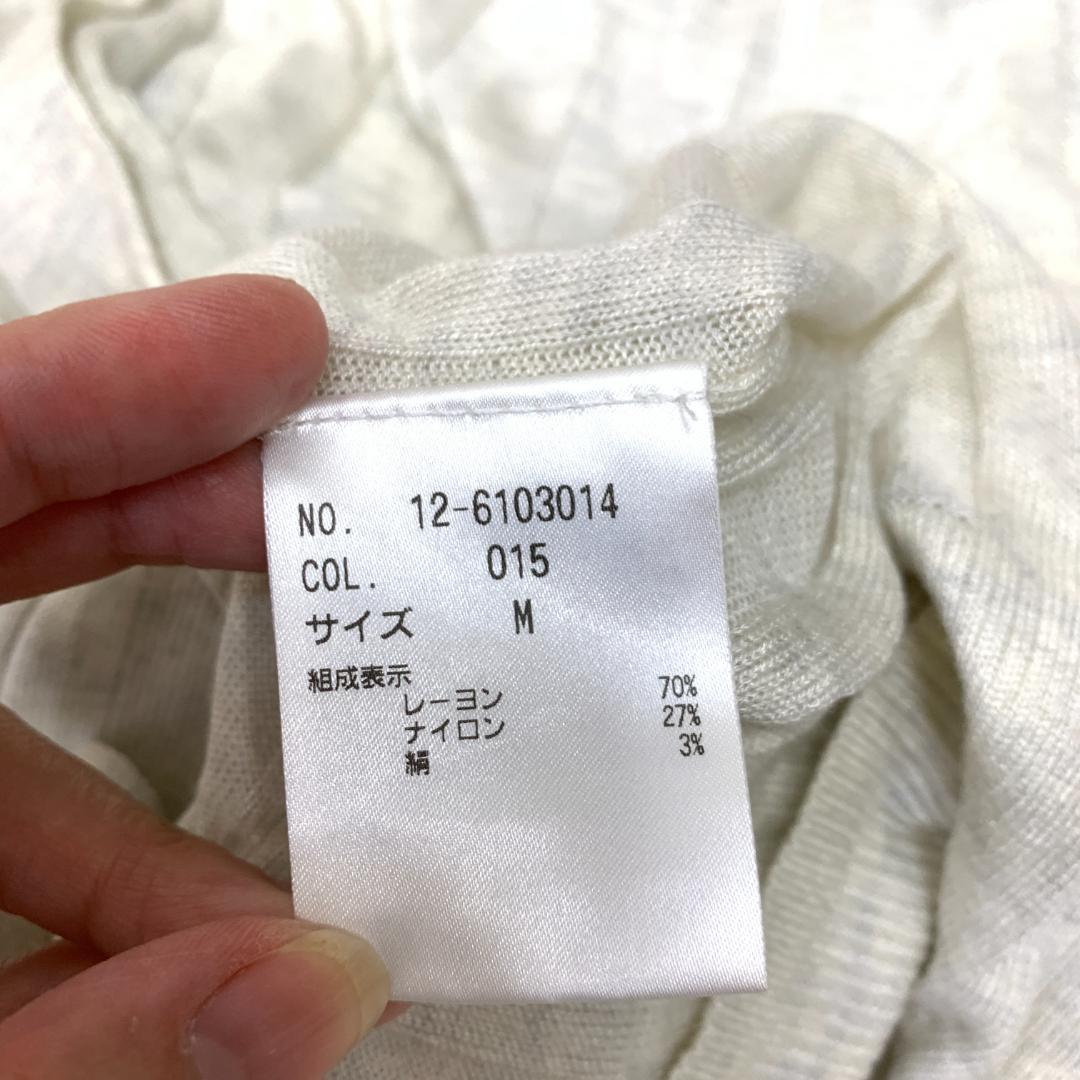 NO. 12-6103014
COL. 015
サイズ M
組成表示
レーヨン 70%
ナイロン 27%
絹 3%